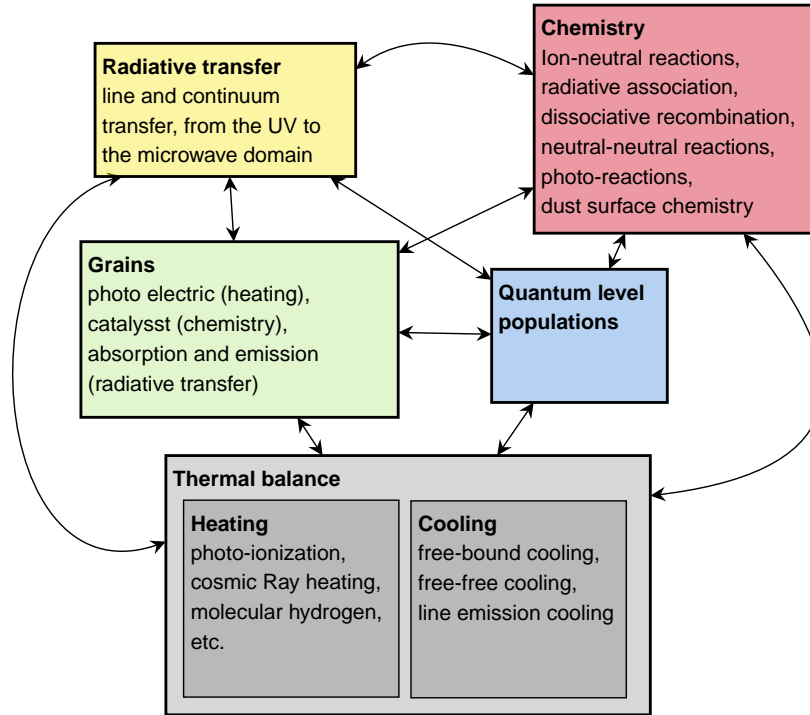 Radiative transfer
line and continuum
transfer, from the UV to
the microwave domain
Chemistry
Ion-neutral reactions,
radiative association,
dissociative recombination,
neutral-neutral reactions,
photo-reactions,
dust surface chemistry
Grains
photo electric (heating),
catalysst (chemistry),
absorption and emission
(radiative transfer)
Quantum level
populations
Thermal balance
Heating
photo-ionization,
cosmic Ray heating,
molecular hydrogen,
etc.
Cooling
free-bound cooling,
free-free cooling,
line emission cooling